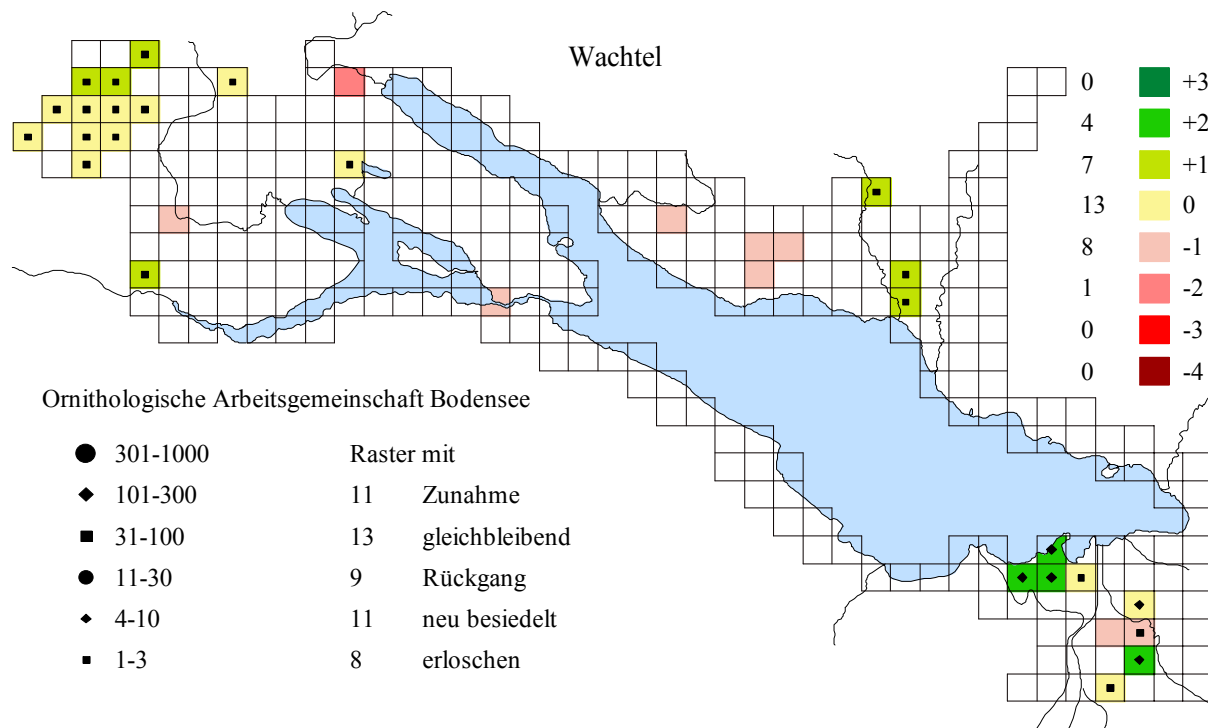 Wachtel
0 +3
4 +2
7 +1
13 0
8 -1
1 -2
0 -3
0 -4
Ornithologische Arbeitsgemeinschaft Bodensee
301-1000 Raster mit
101-300 11 Zunahme
31-100 13 gleichbleibend
11-30 9 Rückgang
4-10 11 neu besiedelt
1-3 8 erloschen